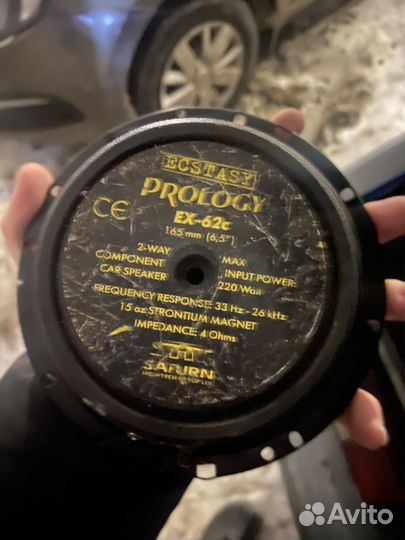 ECSTASY
PROLOGY
EX-62c
165 mm (6,5")
CE
2-WAY
COMPONENT
CAR SPEAKER
MAX
INPUT POWER:
220 Watt
FREQUENCY RESPONSE: 33 Hz - 26 kHz
15 oz STRONTIUM MAGNET
IMPEDANCE: 4 Ohms
SATURN
Avito